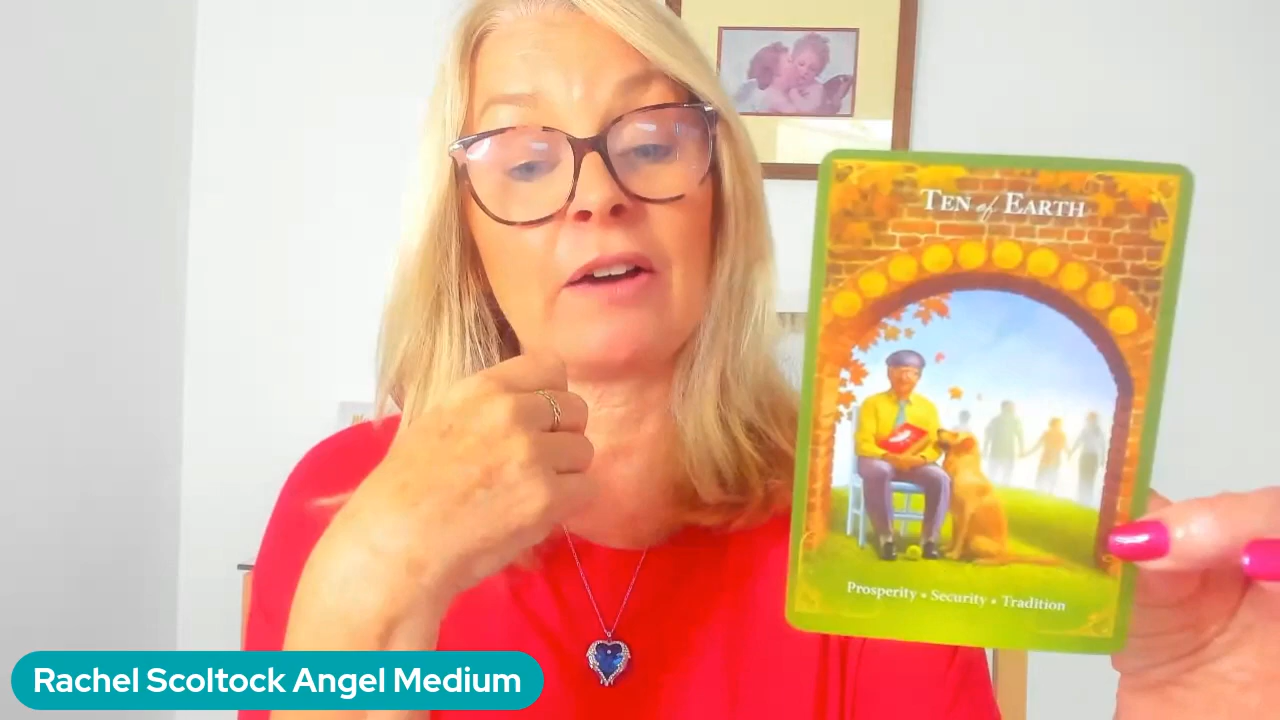 TEN of EARTH
Prosperity • Security • Tradition
Rachel Scoltock Angel Medium